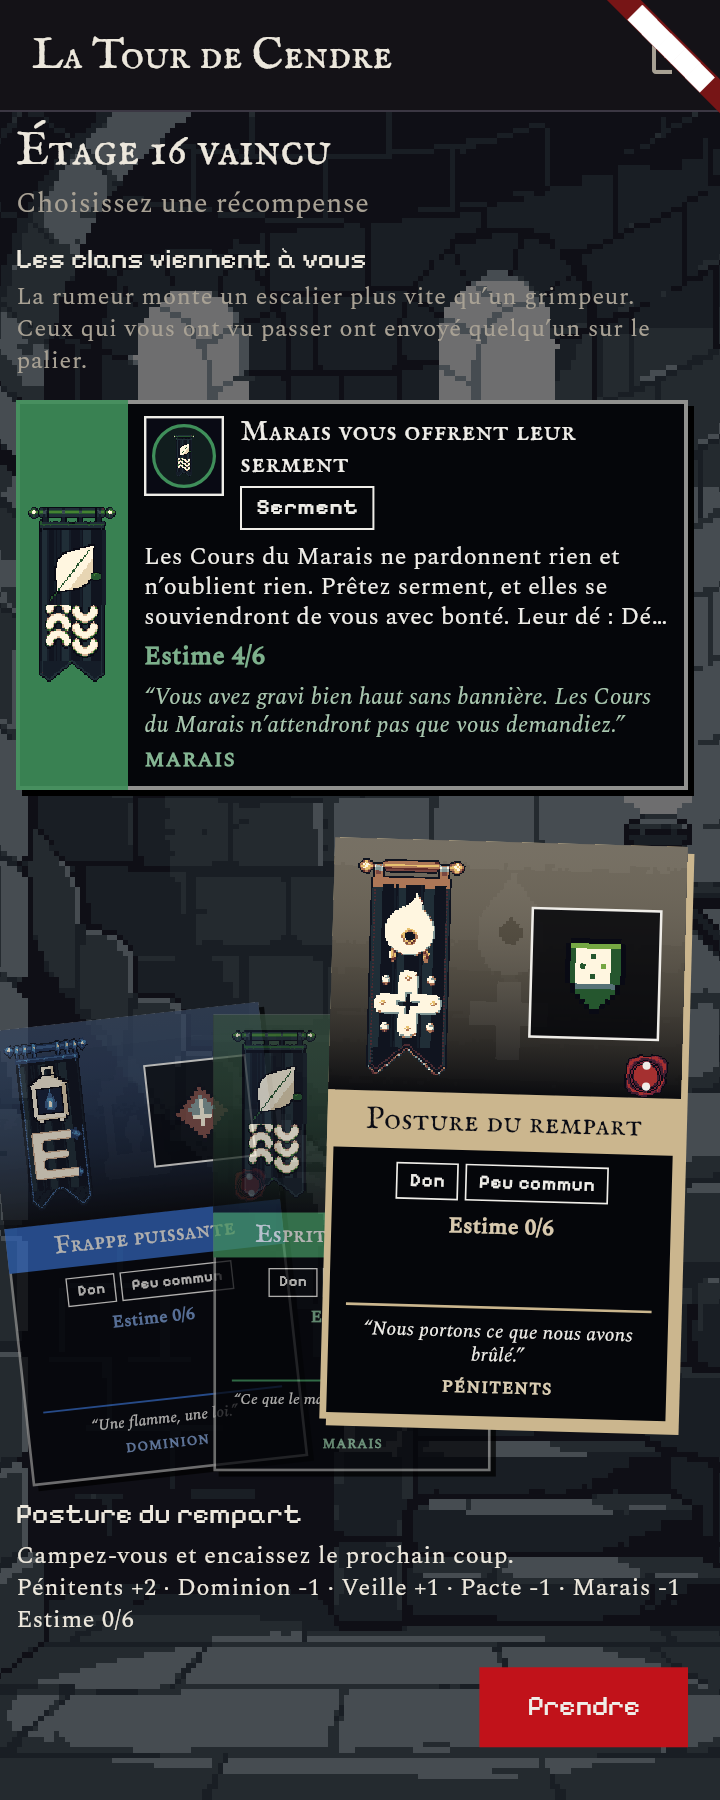 La Tour de Cendre
Étage 16 vaincu
Choisissez une récompense
Les clans viennent à vous
La rumeur monte un escalier plus vite qu’un grimpeur.
Ceux qui vous ont vu passer ont envoyé quelqu’un sur le
palier.
Marais vous offrent leur
serment
Serment
Les Cours du Marais ne pardonnent rien et
n’oublient rien. Prêtez serment, et elles se
souviendront de vous avec bonté. Leur dé : Dé…
Estime 4/6
“Vous avez gravi bien haut sans bannière. Les Cours
du Marais n’attendront pas que vous demandiez.”
MARAIS
Frappe puissante
Don
Peu commun
Estime 0/6
“Une flamme, une loi.”
DOMINION
Esprit
Don
E
“Ce que le ma
MARAIS
Posture du rempart
Don
Peu commun
Estime 0/6
“Nous portons ce que nous avons
brûlé.”
PÉNITENTS
Posture du rempart
Campez-vous et encaissez le prochain coup.
Pénitents +2 · Dominion -1 · Veille +1 · Pacte -1 · Marais -1
Estime 0/6
Prendre